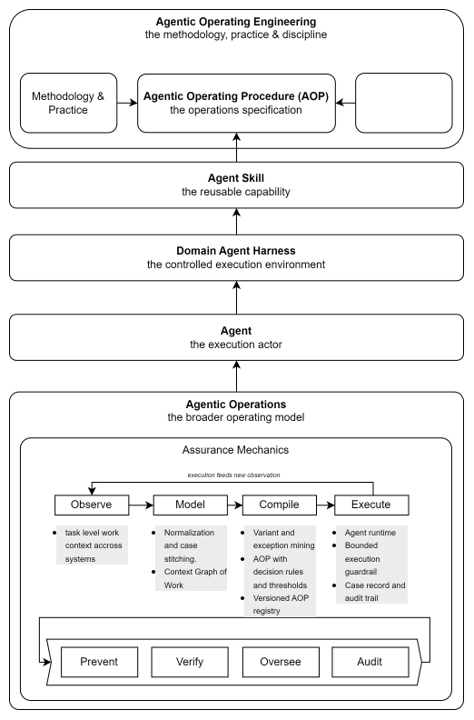 Agentic Operating Engineering
the methodology, practice & discipline
Methodology &
Practice
Agentic Operating Procedure (AOP)
the operations specification
Agent Skill
the reusable capability
Domain Agent Harness
the controlled execution environment
Agent
the execution actor
Agentic Operations
the broader operating model
Assurance Mechanics
execution feeds new observation
Observe
Model
Compile
Execute
task level work
context accross
systems
Normalization
and case
stitching.
Context Graph of
Work
Variant and
exception mining
AOP with
decision rules
and thresholds
Versioned AOP
registry
Agent runtime
Bounded
execution
guardrail
Case record and
audit trail
Prevent
Verify
Oversee
Audit